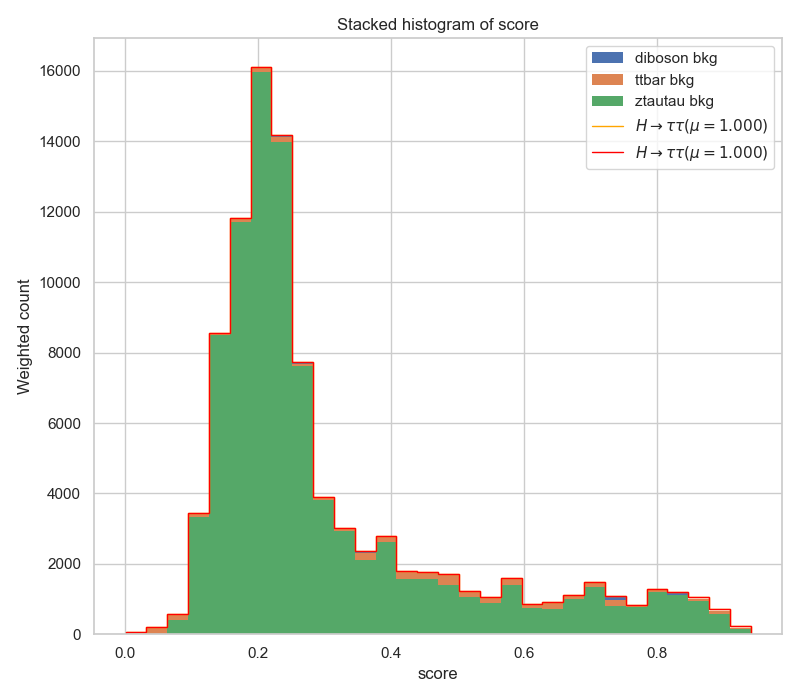 Stacked histogram of score
diboson bkg
ttbar bkg
ztautau bkg
H → ττ(μ = 1.000)
H → ττ(μ = 1.000)
Weighted count
16000
14000
12000
10000
8000
6000
4000
2000
0
0.0 0.2 0.4 0.6 0.8
score